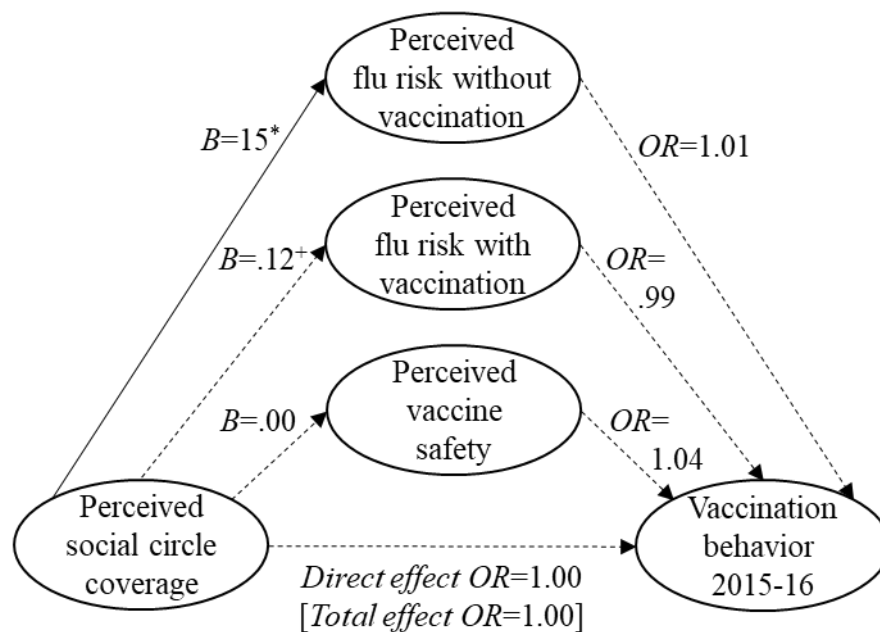 Perceived
flu risk without
vaccination
B=15*
OR=1.01
Perceived
flu risk with
vaccination
B=.12+
OR=
.99
Perceived
vaccine
safety
B=.00
OR=
1.04
Perceived
social circle
coverage
Vaccination
behavior
2015-16
Direct effect OR=1.00
[Total effect OR=1.00]